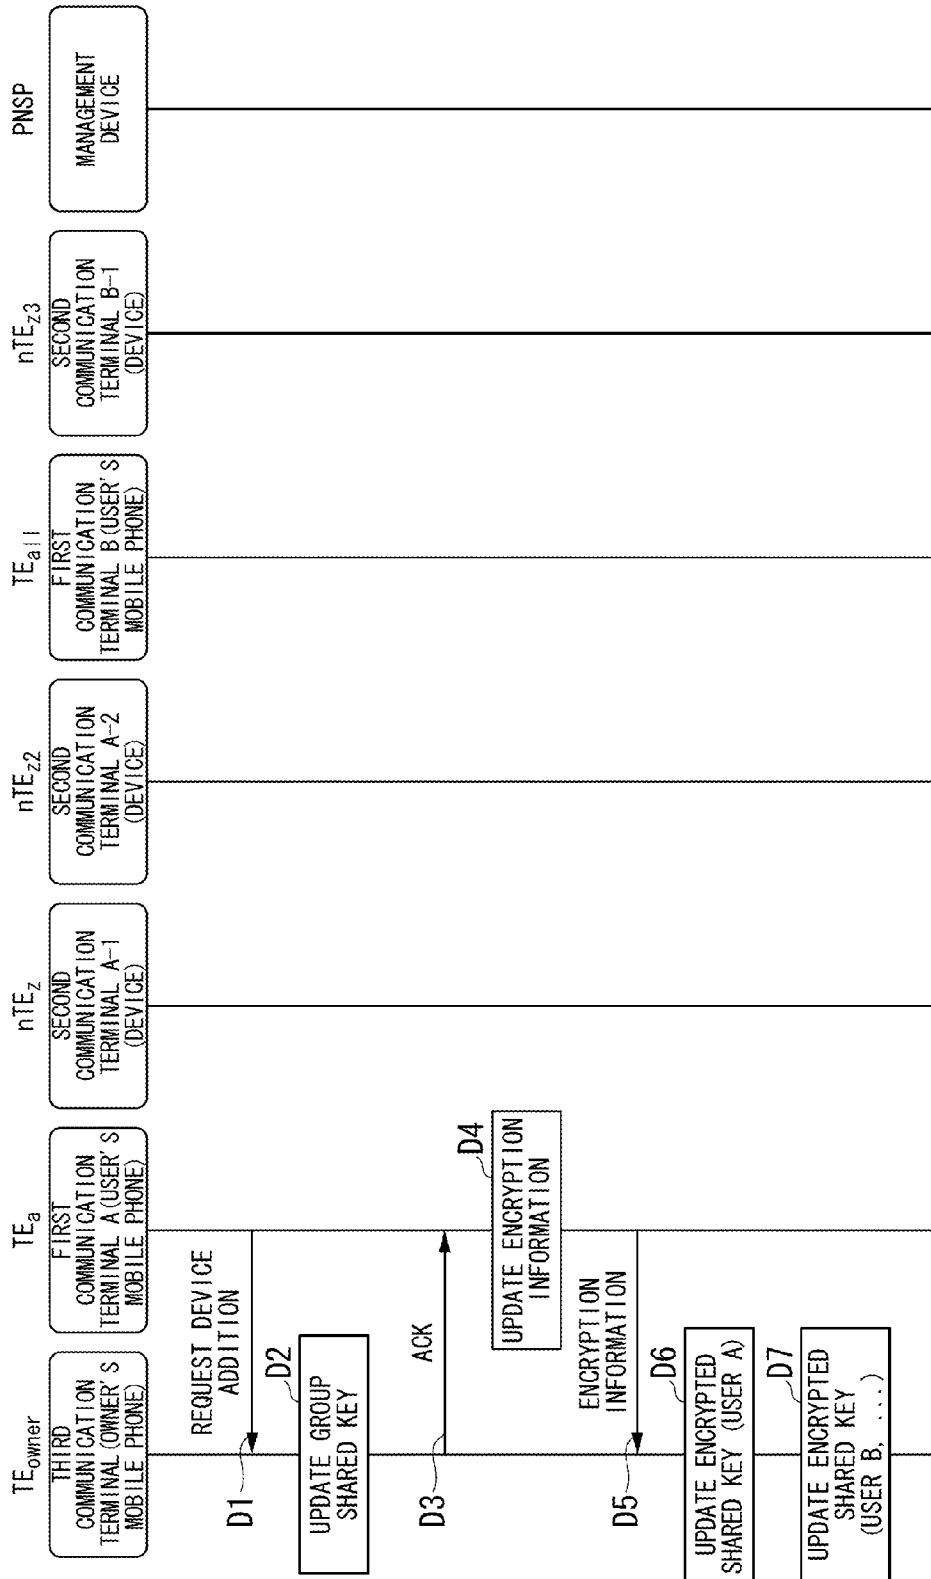 TEowner
THIRD
COMMUNICATION
TERMINAL (OWNER'S
MOBILE PHONE)
TEa
FIRST
COMMUNICATION
TERMINAL A(USER'S
MOBILE PHONE)
nTEz
SECOND
COMMUNICATION
TERMINAL A-1
(DEVICE)
nTEz2
SECOND
COMMUNICATION
TERMINAL A-2
(DEVICE)
TEall
FIRST
COMMUNICATION
TERMINAL B(USER'S
MOBILE PHONE)
nTEz3
SECOND
COMMUNICATION
TERMINAL B-1
(DEVICE)
PNSP
MANAGEMENT
DEVICE
D1
REQUEST DEVICE
ADDITION
D2
UPDATE GROUP
SHARED KEY
D3
ACK
D4
UPDATE ENCRYPTION
INFORMATION
D5
ENCRYPTION
INFORMATION
D6
UPDATE ENCRYPTED
SHARED KEY (USER A)
D7
UPDATE ENCRYPTED
SHARED KEY
(USER B, ....)